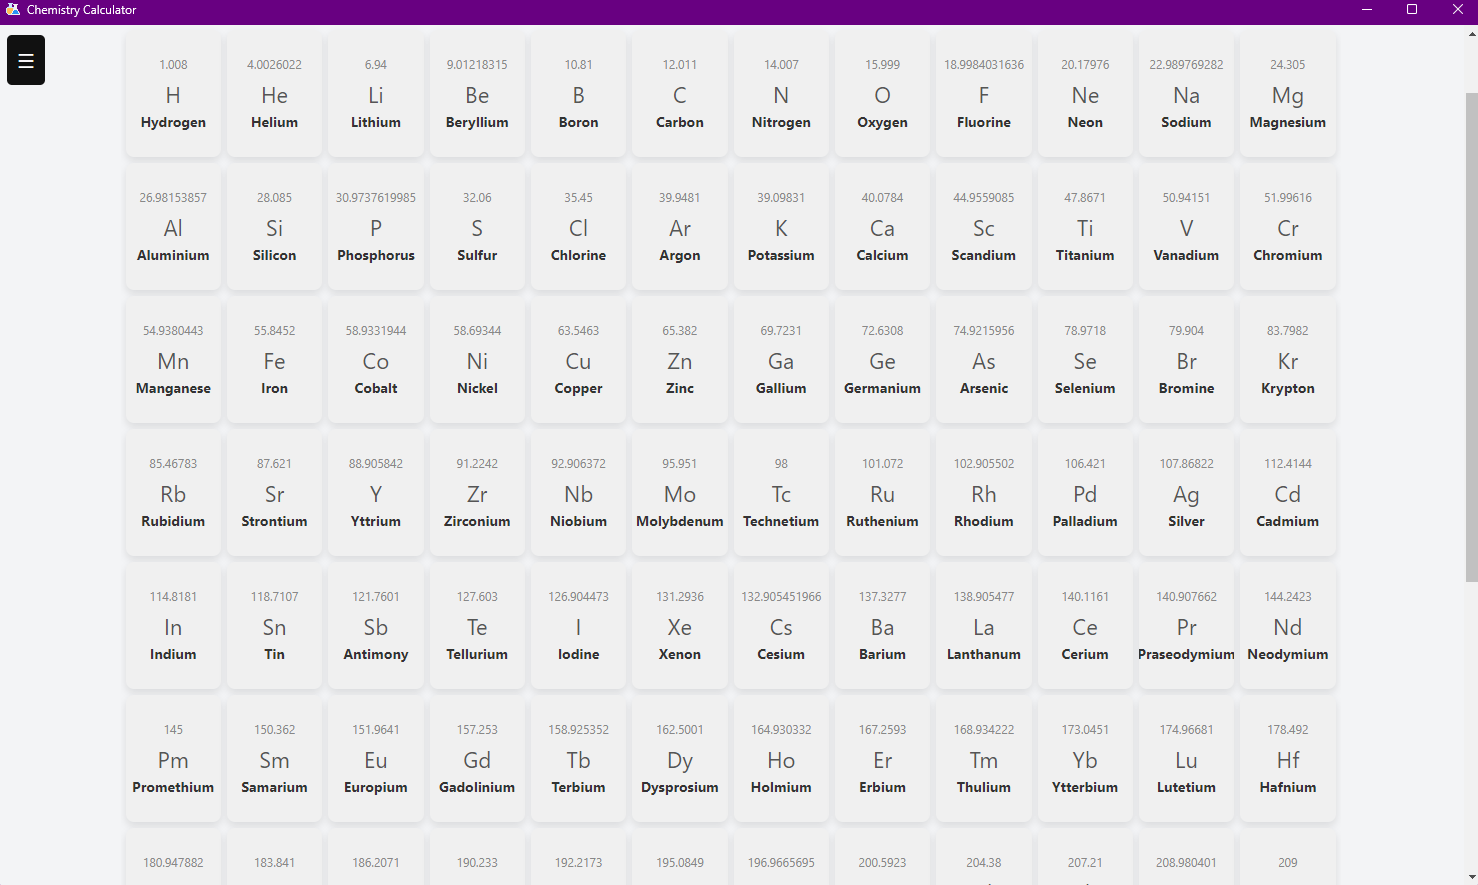 Chemistry Calculator
☰
1.008 4.0026022 6.94 9.01218315 10.81 12.011 14.007 15.999 18.9984031636 20.17976 22.989769282 24.305
H He Li Be B C N O F Ne Na Mg
Hydrogen Helium Lithium Beryllium Boron Carbon Nitrogen Oxygen Fluorine Neon Sodium Magnesium
26.98153857 28.085 30.9737619985 32.06 35.45 39.9481 39.09831 40.0784 44.9559085 47.8671 50.94151 51.99616
Al Si P S Cl Ar K Ca Sc Ti V Cr
Aluminium Silicon Phosphorus Sulfur Chlorine Argon Potassium Calcium Scandium Titanium Vanadium Chromium
54.9380443 55.8452 58.9331944 58.69344 63.5463 65.382 69.7231 72.6308 74.9215956 78.9718 79.904 83.7982
Mn Fe Co Ni Cu Zn Ga Ge As Se Br Kr
Manganese Iron Cobalt Nickel Copper Zinc Gallium Germanium Arsenic Selenium Bromine Krypton
85.46783 87.621 88.905842 91.2242 92.906372 95.951 98 101.072 102.905502 106.421 107.86822 112.4144
Rb Sr Y Zr Nb Mo Tc Ru Rh Pd Ag Cd
Rubidium Strontium Yttrium Zirconium Niobium Molybdenum Technetium Ruthenium Rhodium Palladium Silver Cadmium
114.8181 118.7107 121.7601 127.603 126.904473 131.2936 132.905451966 137.3277 138.905477 140.1161 140.907662 144.2423
In Sn Sb Te I Xe Cs Ba La Ce Pr Nd
Indium Tin Antimony Tellurium Iodine Xenon Cesium Barium Lanthanum Cerium Praseodymium Neodymium
145 150.362 151.9641 157.253 158.925352 162.5001 164.930332 167.2593 168.934222 173.0451 174.96681 178.492
Pm Sm Eu Gd Tb Dy Ho Er Tm Yb Lu Hf
Promethium Samarium Europium Gadolinium Terbium Dysprosium Holmium Erbium Thulium Ytterbium Lutetium Hafnium
180.947882 183.841 186.2071 190.233 192.2173 195.0849 196.9665695 200.5923 204.38 207.21 208.980401 209